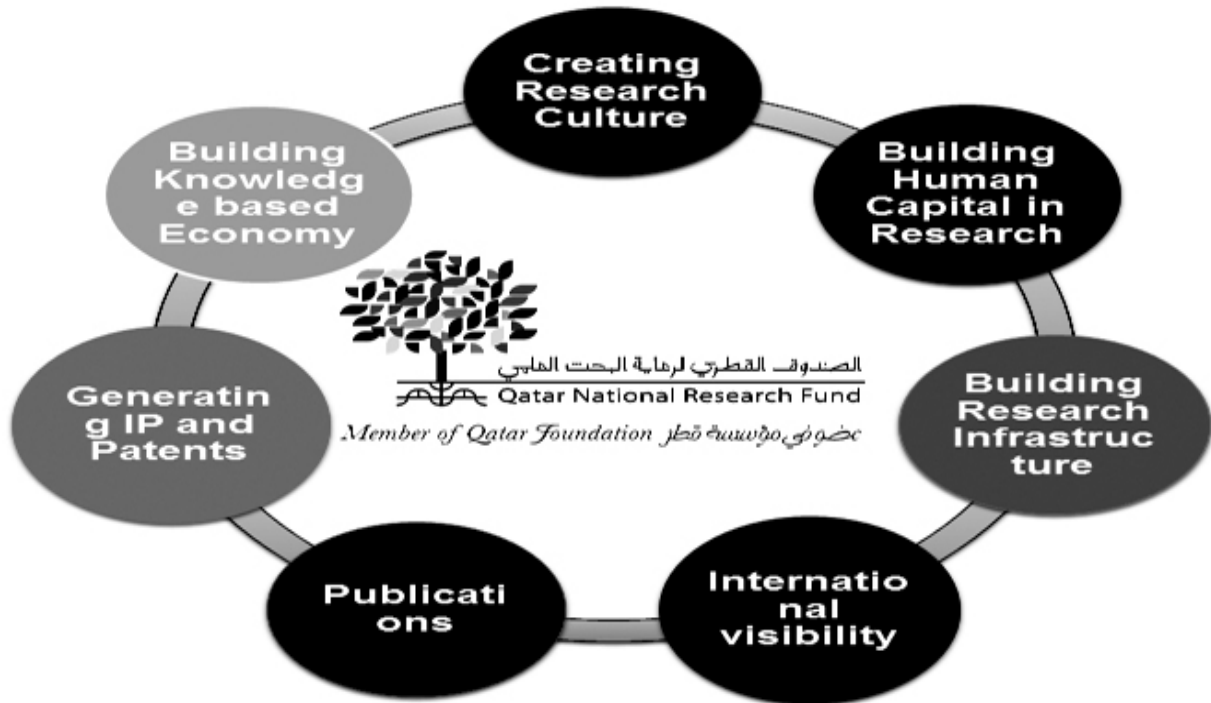 Creating
Research
Culture
Building
Human
Capital in
Research
Building
Research
Infrastruc
ture
Internatio
nal
visibility
Publicati
ons
Generatin
g IP and
Patents
Building
Knowledg
e based
Economy
الصندوق القطري لرعاية البحث العلمي
Qatar National Research Fund
Member of Qatar Foundation عضو في مؤسسة قطر